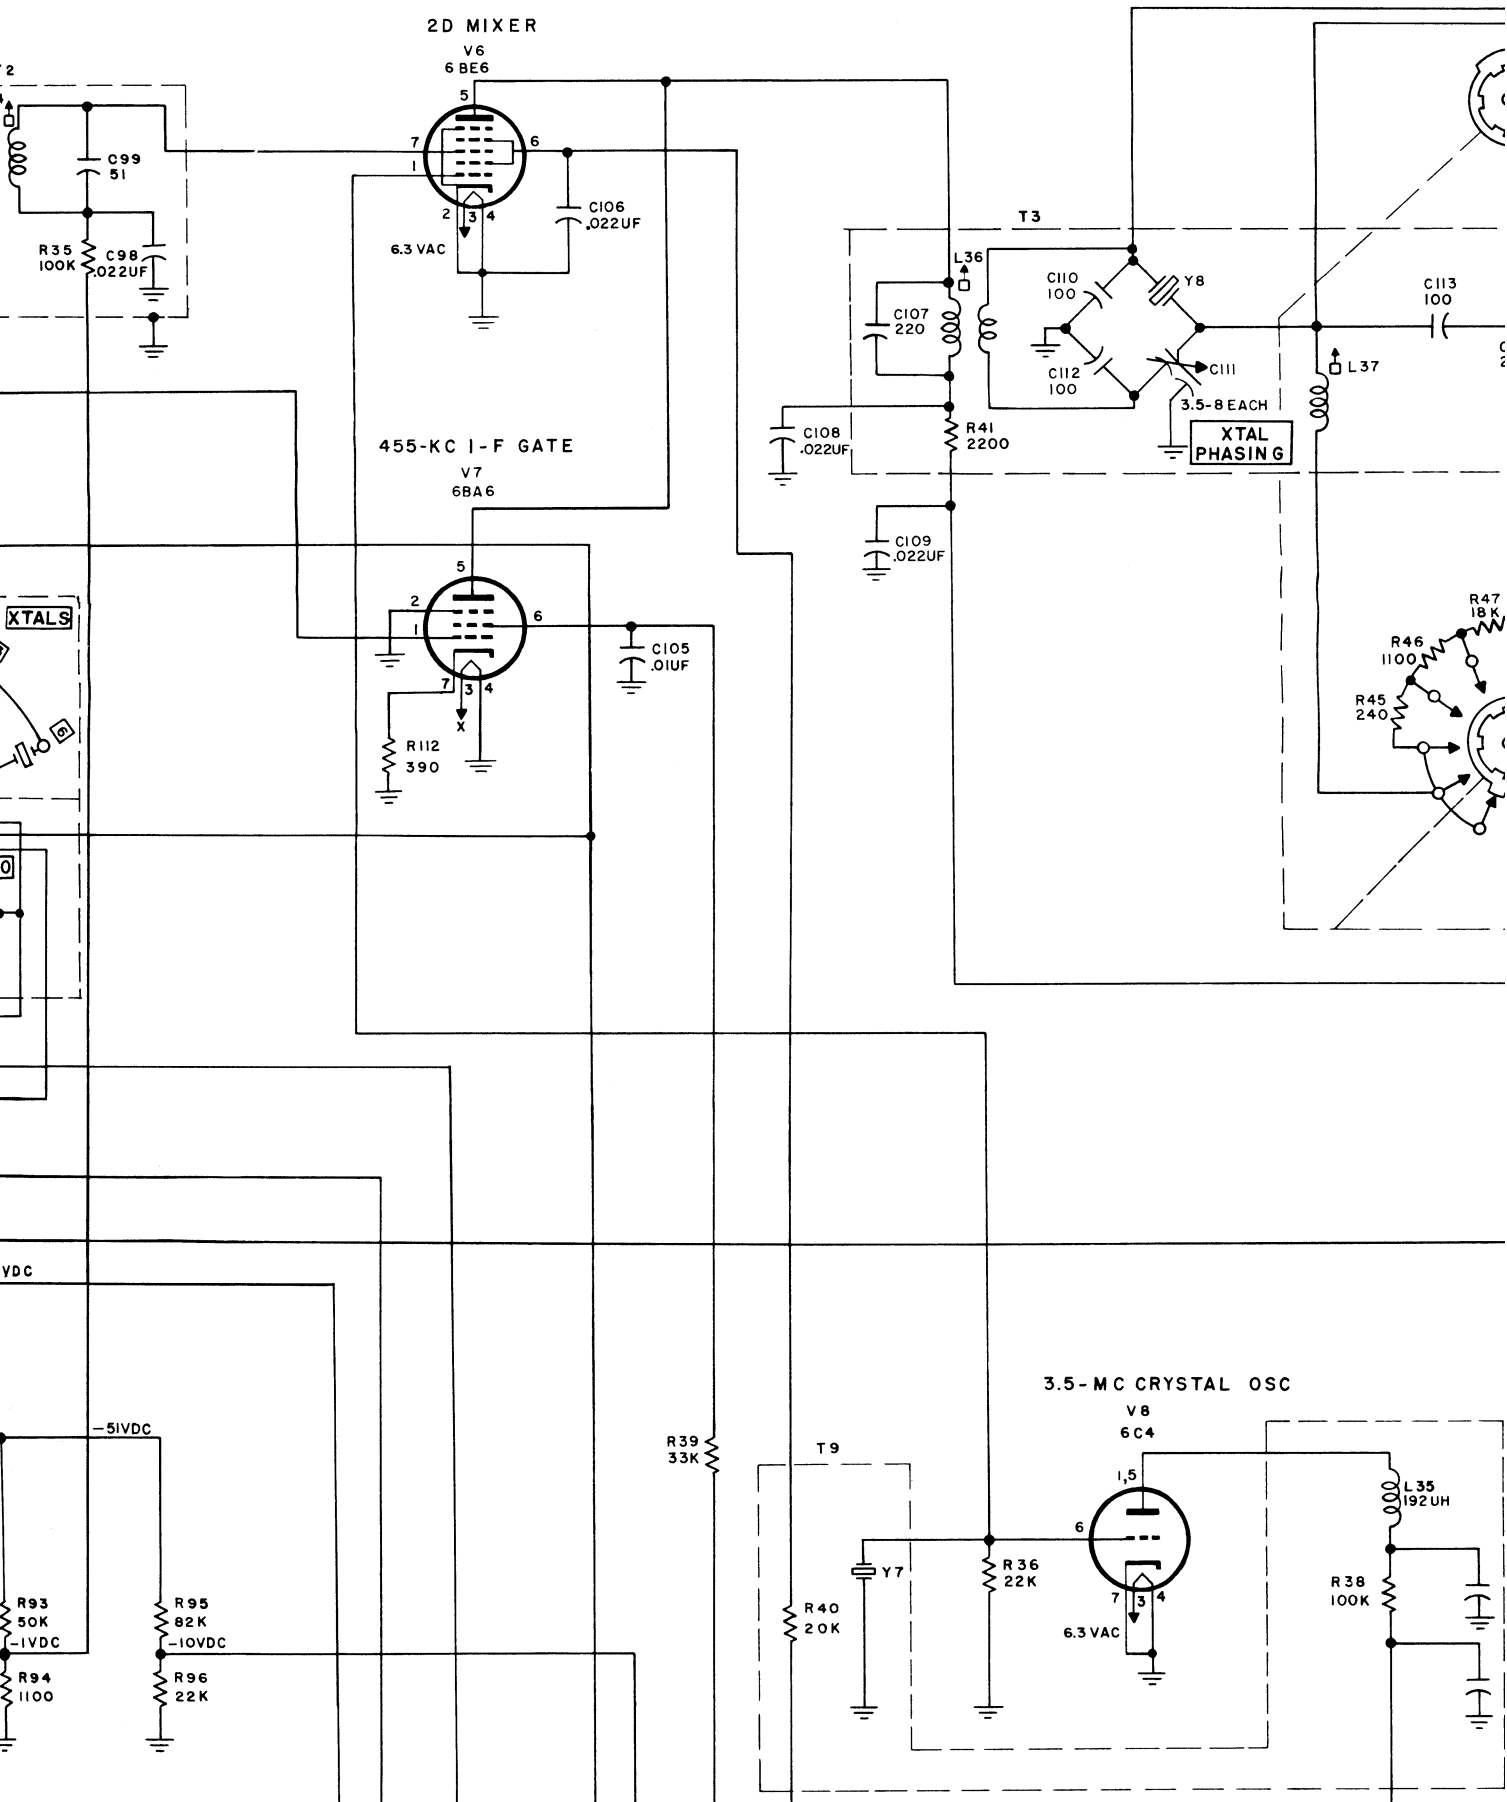 2D MIXER
V6
6BE6
2
5
7
6
1
C99
51
2
3
4
C106
.022UF
6.3 VAC
R35
100K
C98
.022UF
T3
L36
C110
100
Y8
C113
100
C107
220
C112
100
C111
L37
3.5-8 EACH
XTAL
PHASING
R41
2200
C108
.022UF
455-KC I-F GATE
V7
6BA6
C109
.022UF
5
2
6
1
XTALS
C105
.01UF
7
3
4
X
R112
390
6
R47
18K
R46
1100
R45
240
0
VDC
3.5-MC CRYSTAL OSC
V8
6C4
-51VDC
R39
33K
T9
1,5
L35
192UH
6
Y7
R36
22K
R38
100K
7
3
4
6.3 VAC
R93
50K
R95
82K
R40
20K
-1VDC
-10VDC
R94
1100
R96
22K